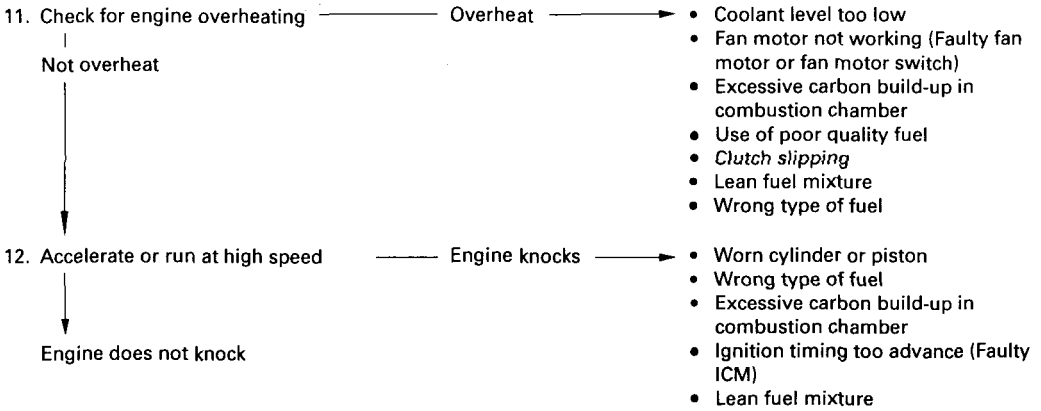 11. Check for engine overheating
Overheat
• Coolant level too low
• Fan motor not working (Faulty fan
motor or fan motor switch)
• Excessive carbon build-up in
combustion chamber
• Use of poor quality fuel
• Clutch slipping
• Lean fuel mixture
• Wrong type of fuel
Not overheat
12. Accelerate or run at high speed
Engine knocks
• Worn cylinder or piston
• Wrong type of fuel
• Excessive carbon build-up in
combustion chamber
• Ignition timing too advance (Faulty
ICM)
• Lean fuel mixture
Engine does not knock